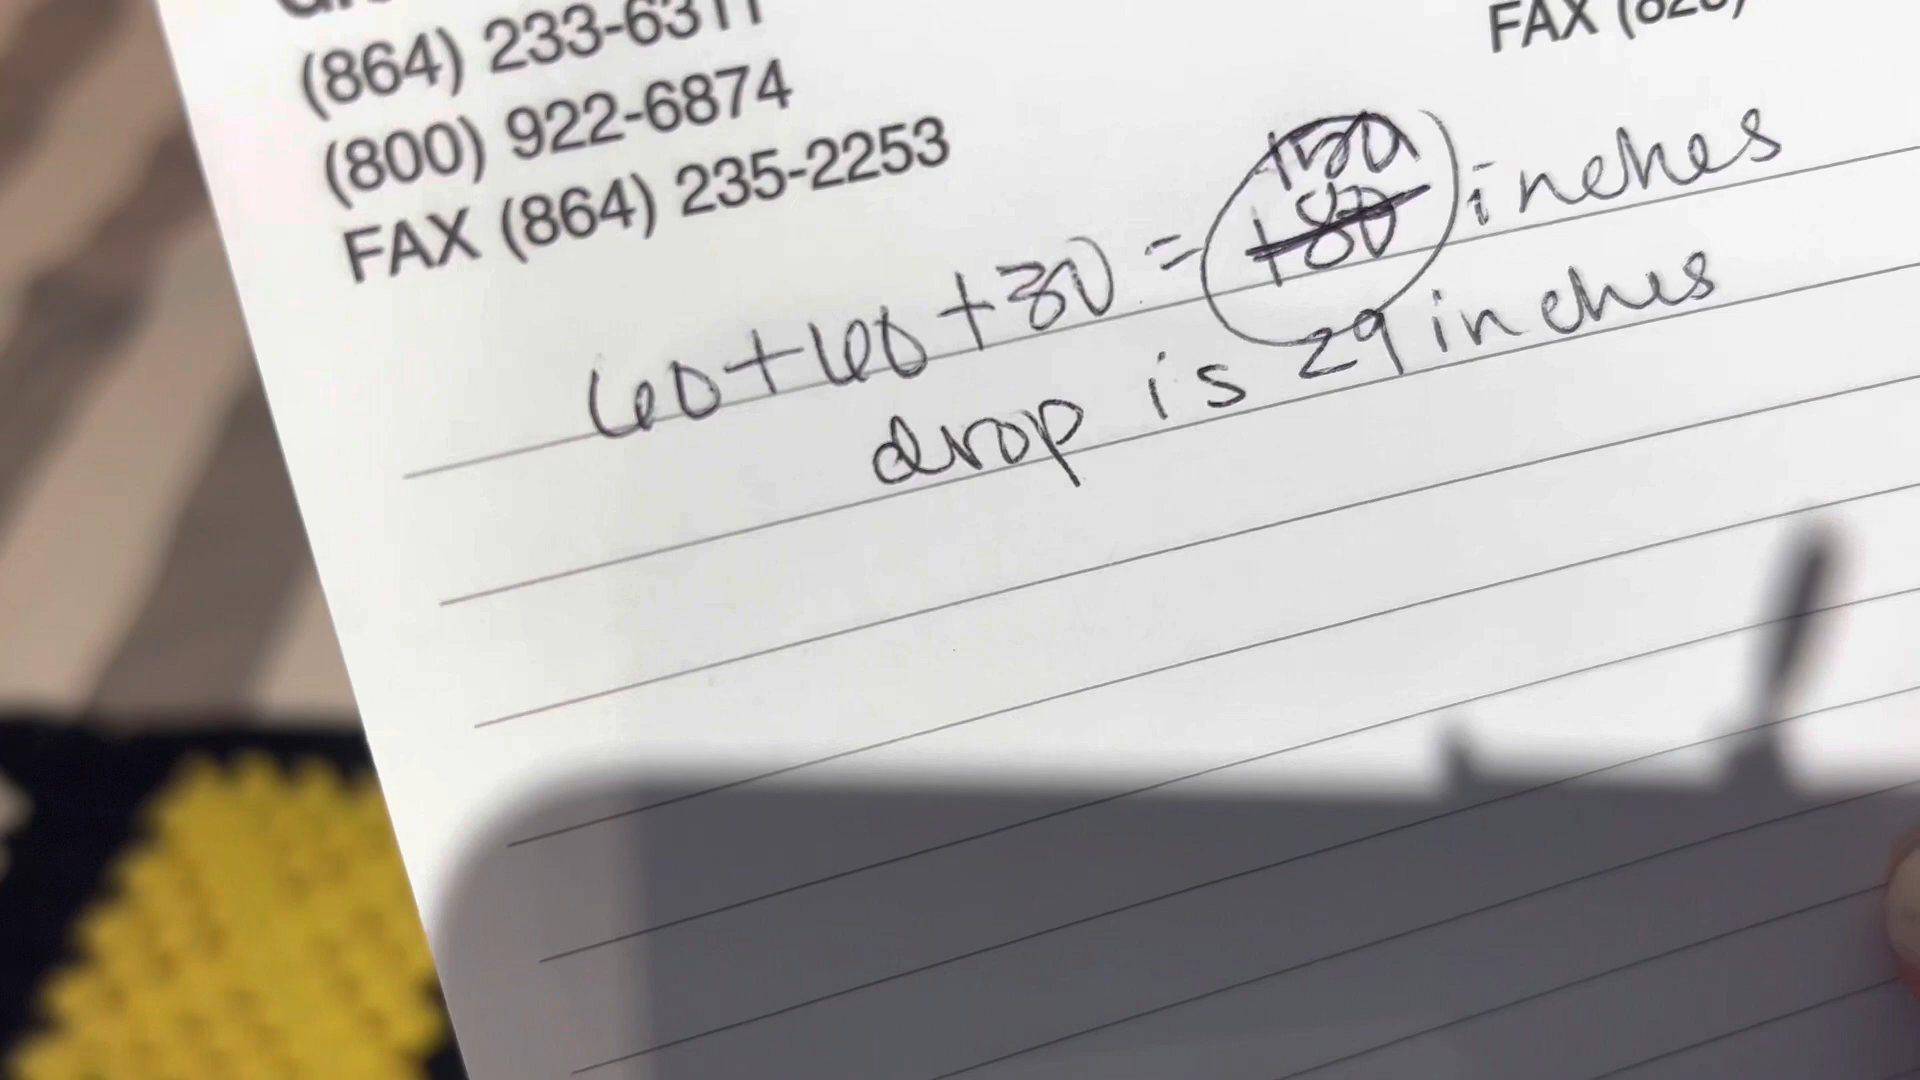 (864) 233-6311
(800) 922-6874
FAX (864) 235-2253
FAX (828)
60+60+30 = 180 inches
drop is 29 inches